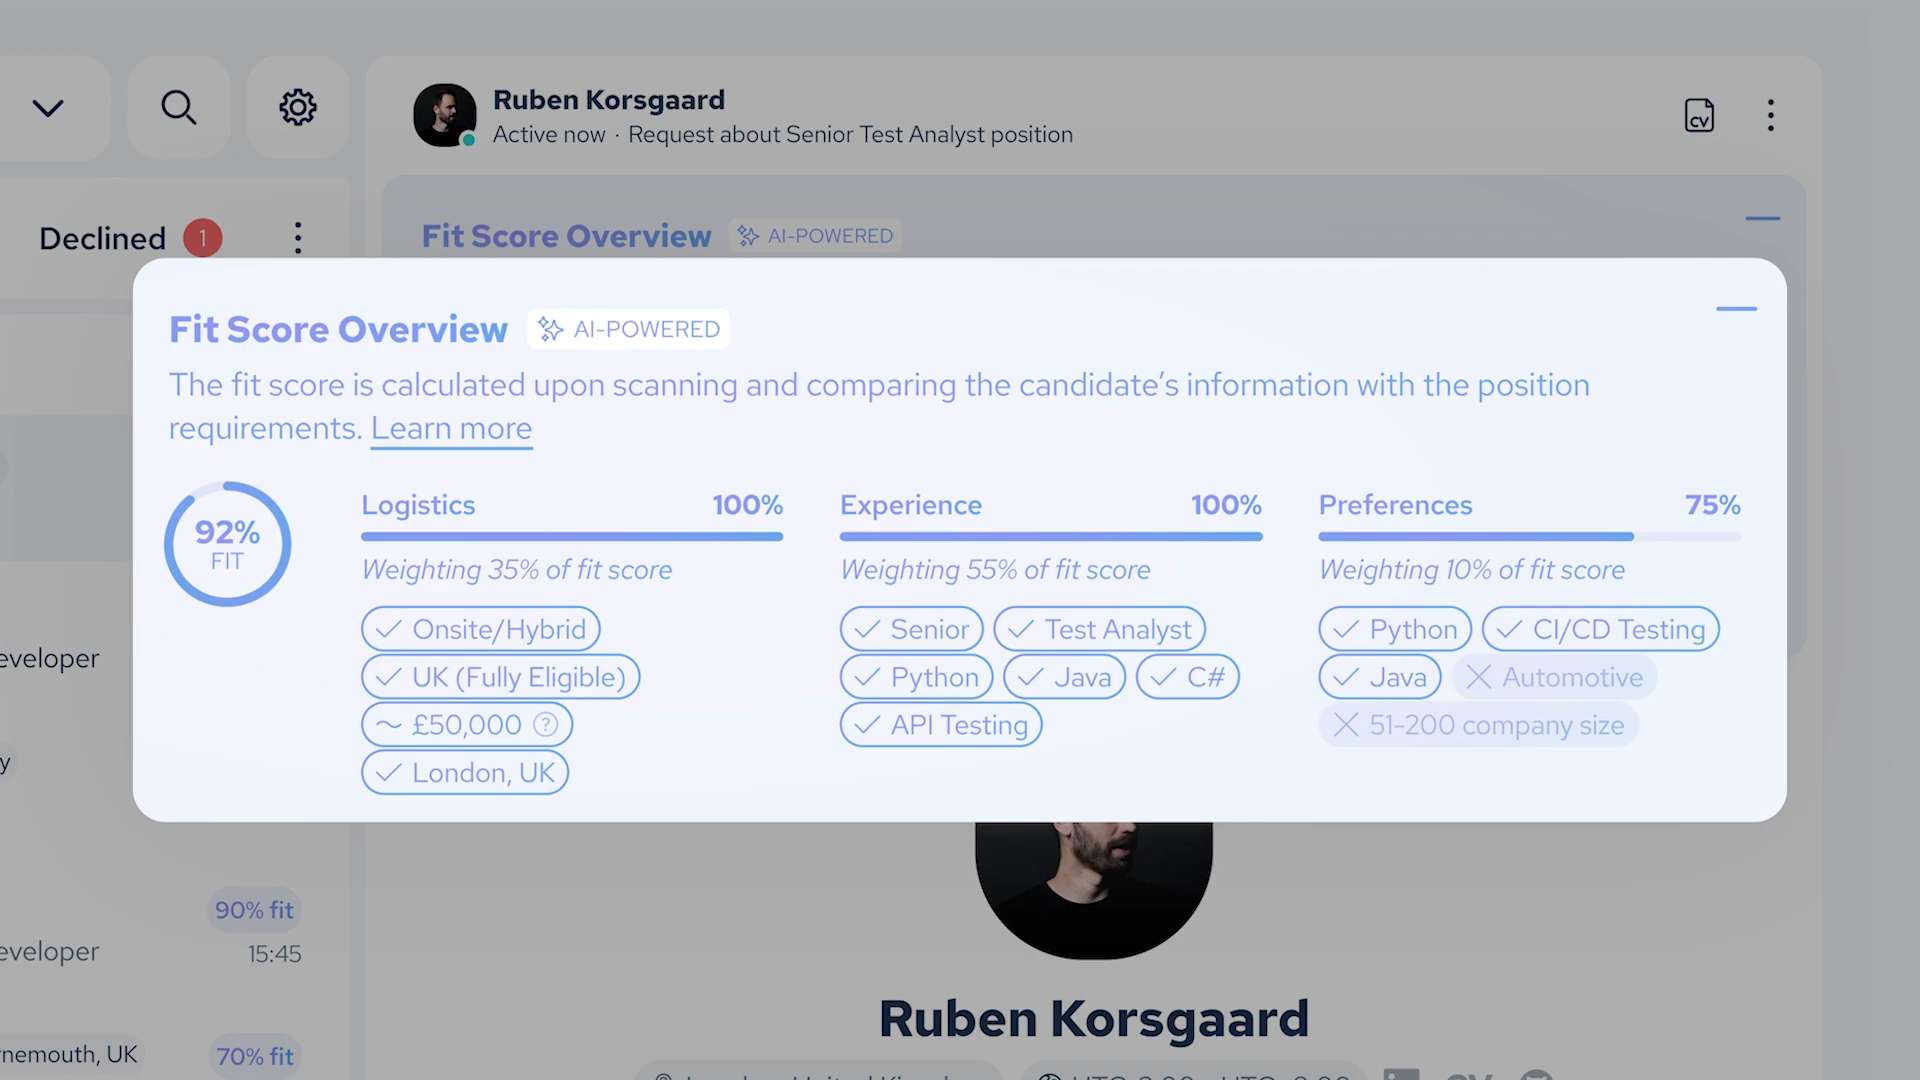 Ruben Korsgaard
Active now · Request about Senior Test Analyst position
CV
Declined 1
Fit Score Overview AI-POWERED
Fit Score Overview AI-POWERED
The fit score is calculated upon scanning and comparing the candidate's information with the position
requirements. Learn more
92%
FIT
Logistics 100%
Weighting 35% of fit score
Onsite/Hybrid
UK (Fully Eligible)
~ £50,000 ?
London, UK
Experience 100%
Weighting 55% of fit score
Senior Test Analyst
Python Java C#
API Testing
Preferences 75%
Weighting 10% of fit score
Python CI/CD Testing
Java Automotive
51-200 company size
eveloper
y
90% fit
eveloper 15:45
nemouth, UK 70% fit
Ruben Korsgaard